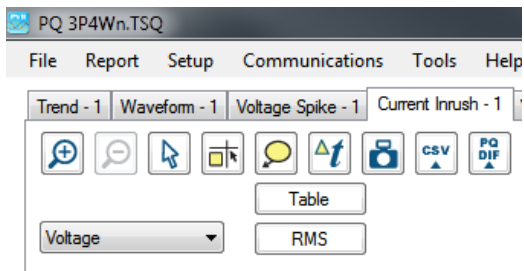 PQ 3P4Wn.TSQ
File Report Setup Communications Tools Help
Trend - 1 Waveform - 1 Voltage Spike - 1 Current Inrush - 1
Δt CSV PQ DIF
Table
Voltage RMS